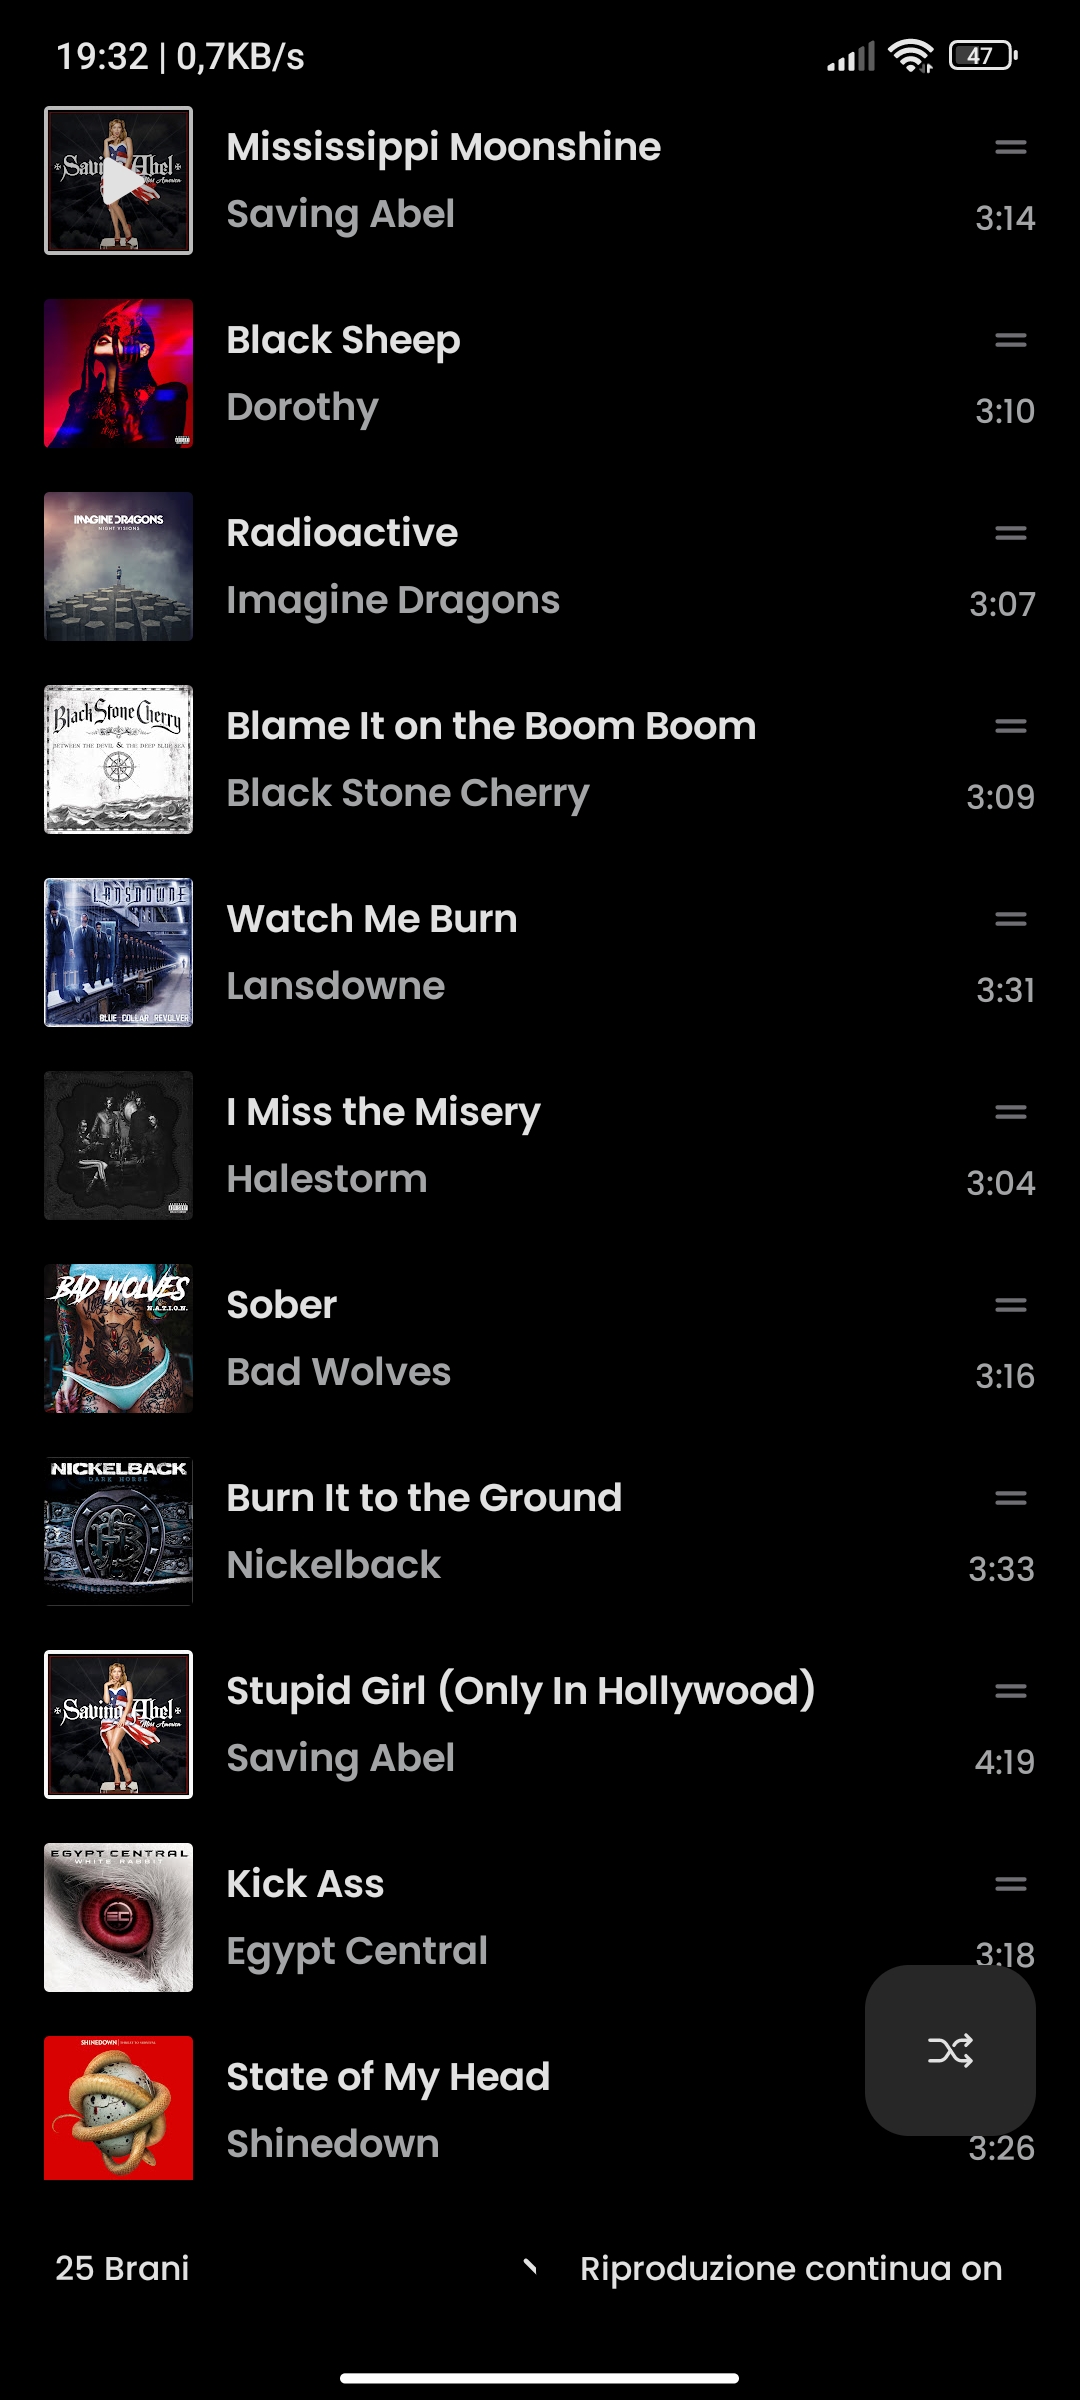 19:32 | 0,7KB/s
47
Saving Abel
Miss America
Mississippi Moonshine
Saving Abel
3:14
Black Sheep
Dorothy
3:10
IMAGINE DRAGONS
NIGHT VISIONS
Radioactive
Imagine Dragons
3:07
Black Stone Cherry
BETWEEN THE DEVIL & THE DEEP BLUE SEA
Blame It on the Boom Boom
Black Stone Cherry
3:09
LANSDOWNE
BLUE COLLAR REVOLVER
Watch Me Burn
Lansdowne
3:31
I Miss the Misery
Halestorm
3:04
BAD WOLVES
N.A.T.I.O.N.
Sober
Bad Wolves
3:16
NICKELBACK
DARK HORSE
Burn It to the Ground
Nickelback
3:33
Saving Abel
Miss America
Stupid Girl (Only In Hollywood)
Saving Abel
4:19
EGYPT CENTRAL
WHITE RABBIT
EC
Kick Ass
Egypt Central
3:18
SHINEDOWN
State of My Head
Shinedown
3:26
25 Brani
Riproduzione continua on